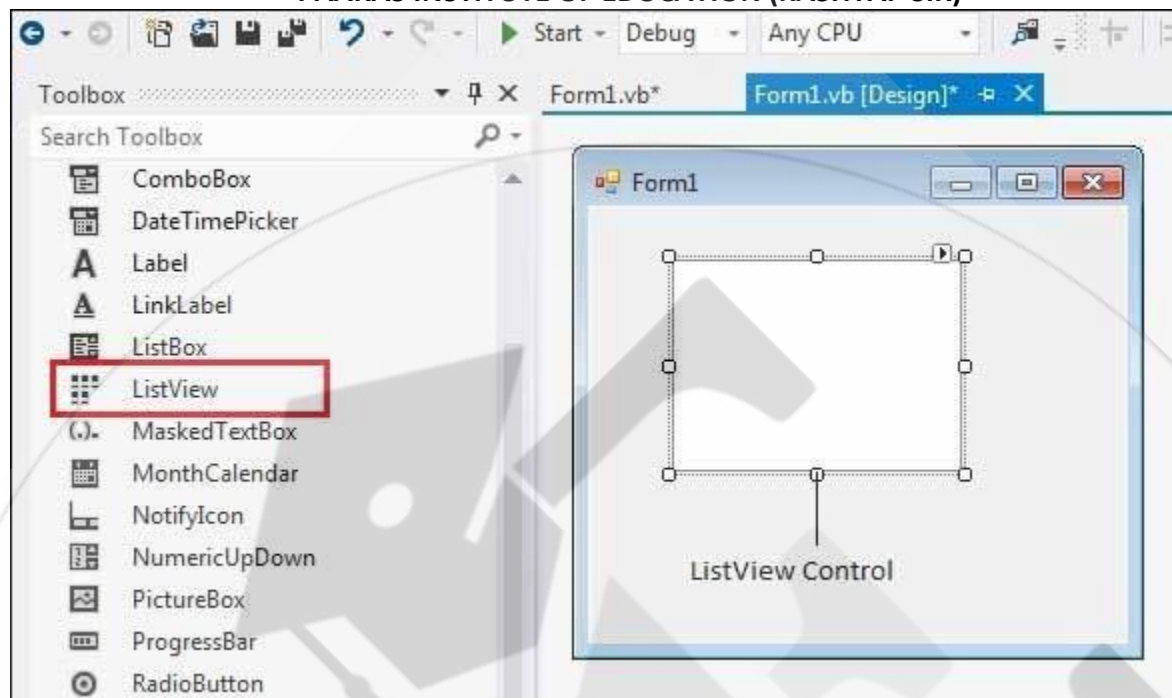 Start Debug Any CPU
Toolbox
Form1.vb*
Form1.vb [Design]*
Search Toolbox
ComboBox
DateTimePicker
Label
LinkLabel
ListBox
ListView
MaskedTextBox
MonthCalendar
NotifyIcon
NumericUpDown
PictureBox
ProgressBar
RadioButton
Form1
ListView Control